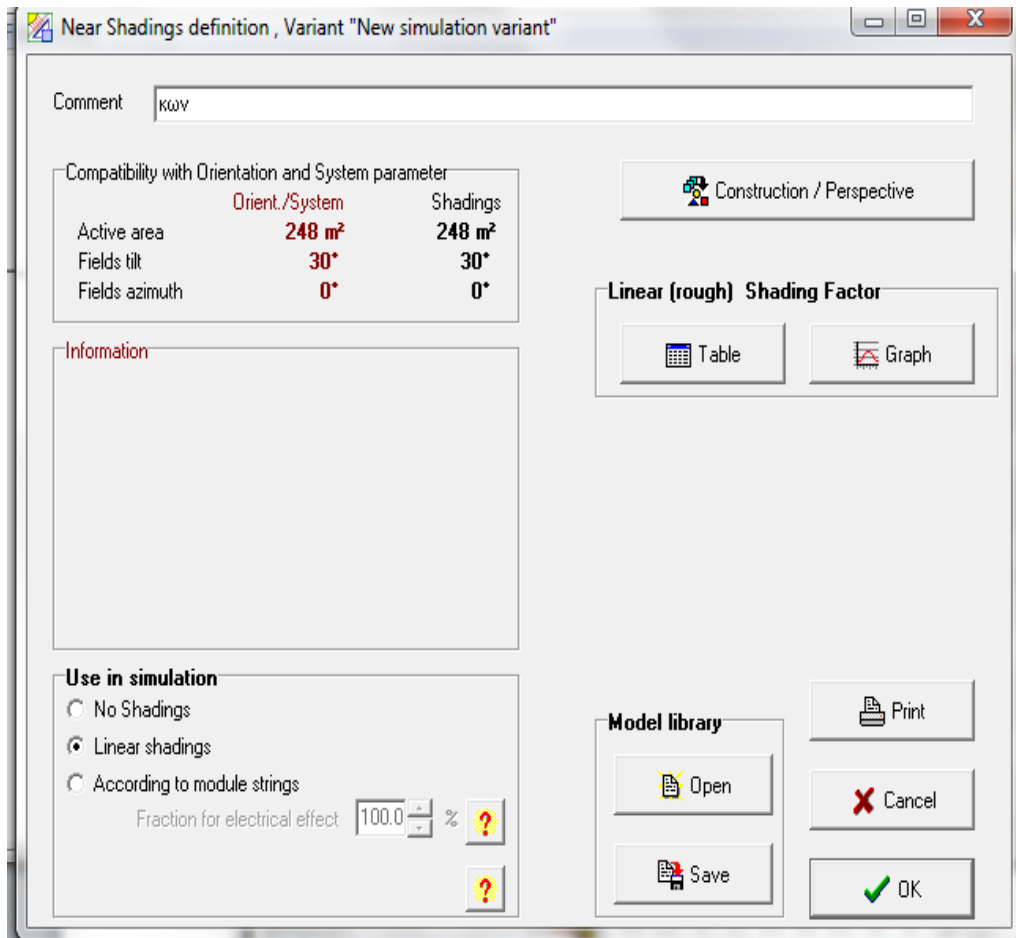 Near Shadings definition , Variant "New simulation variant"
Comment κων
Compatibility with Orientation and System parameter
Orient./System Shadings
Active area 248 m² 248 m²
Fields tilt 30° 30°
Fields azimuth 0° 0°
Information
Use in simulation
No Shadings
Linear shadings
According to module strings
Fraction for electrical effect 100.0 % ?
?
Construction / Perspective
Linear (rough) Shading Factor
Table Graph
Model library
Open
Save
Print
Cancel
OK